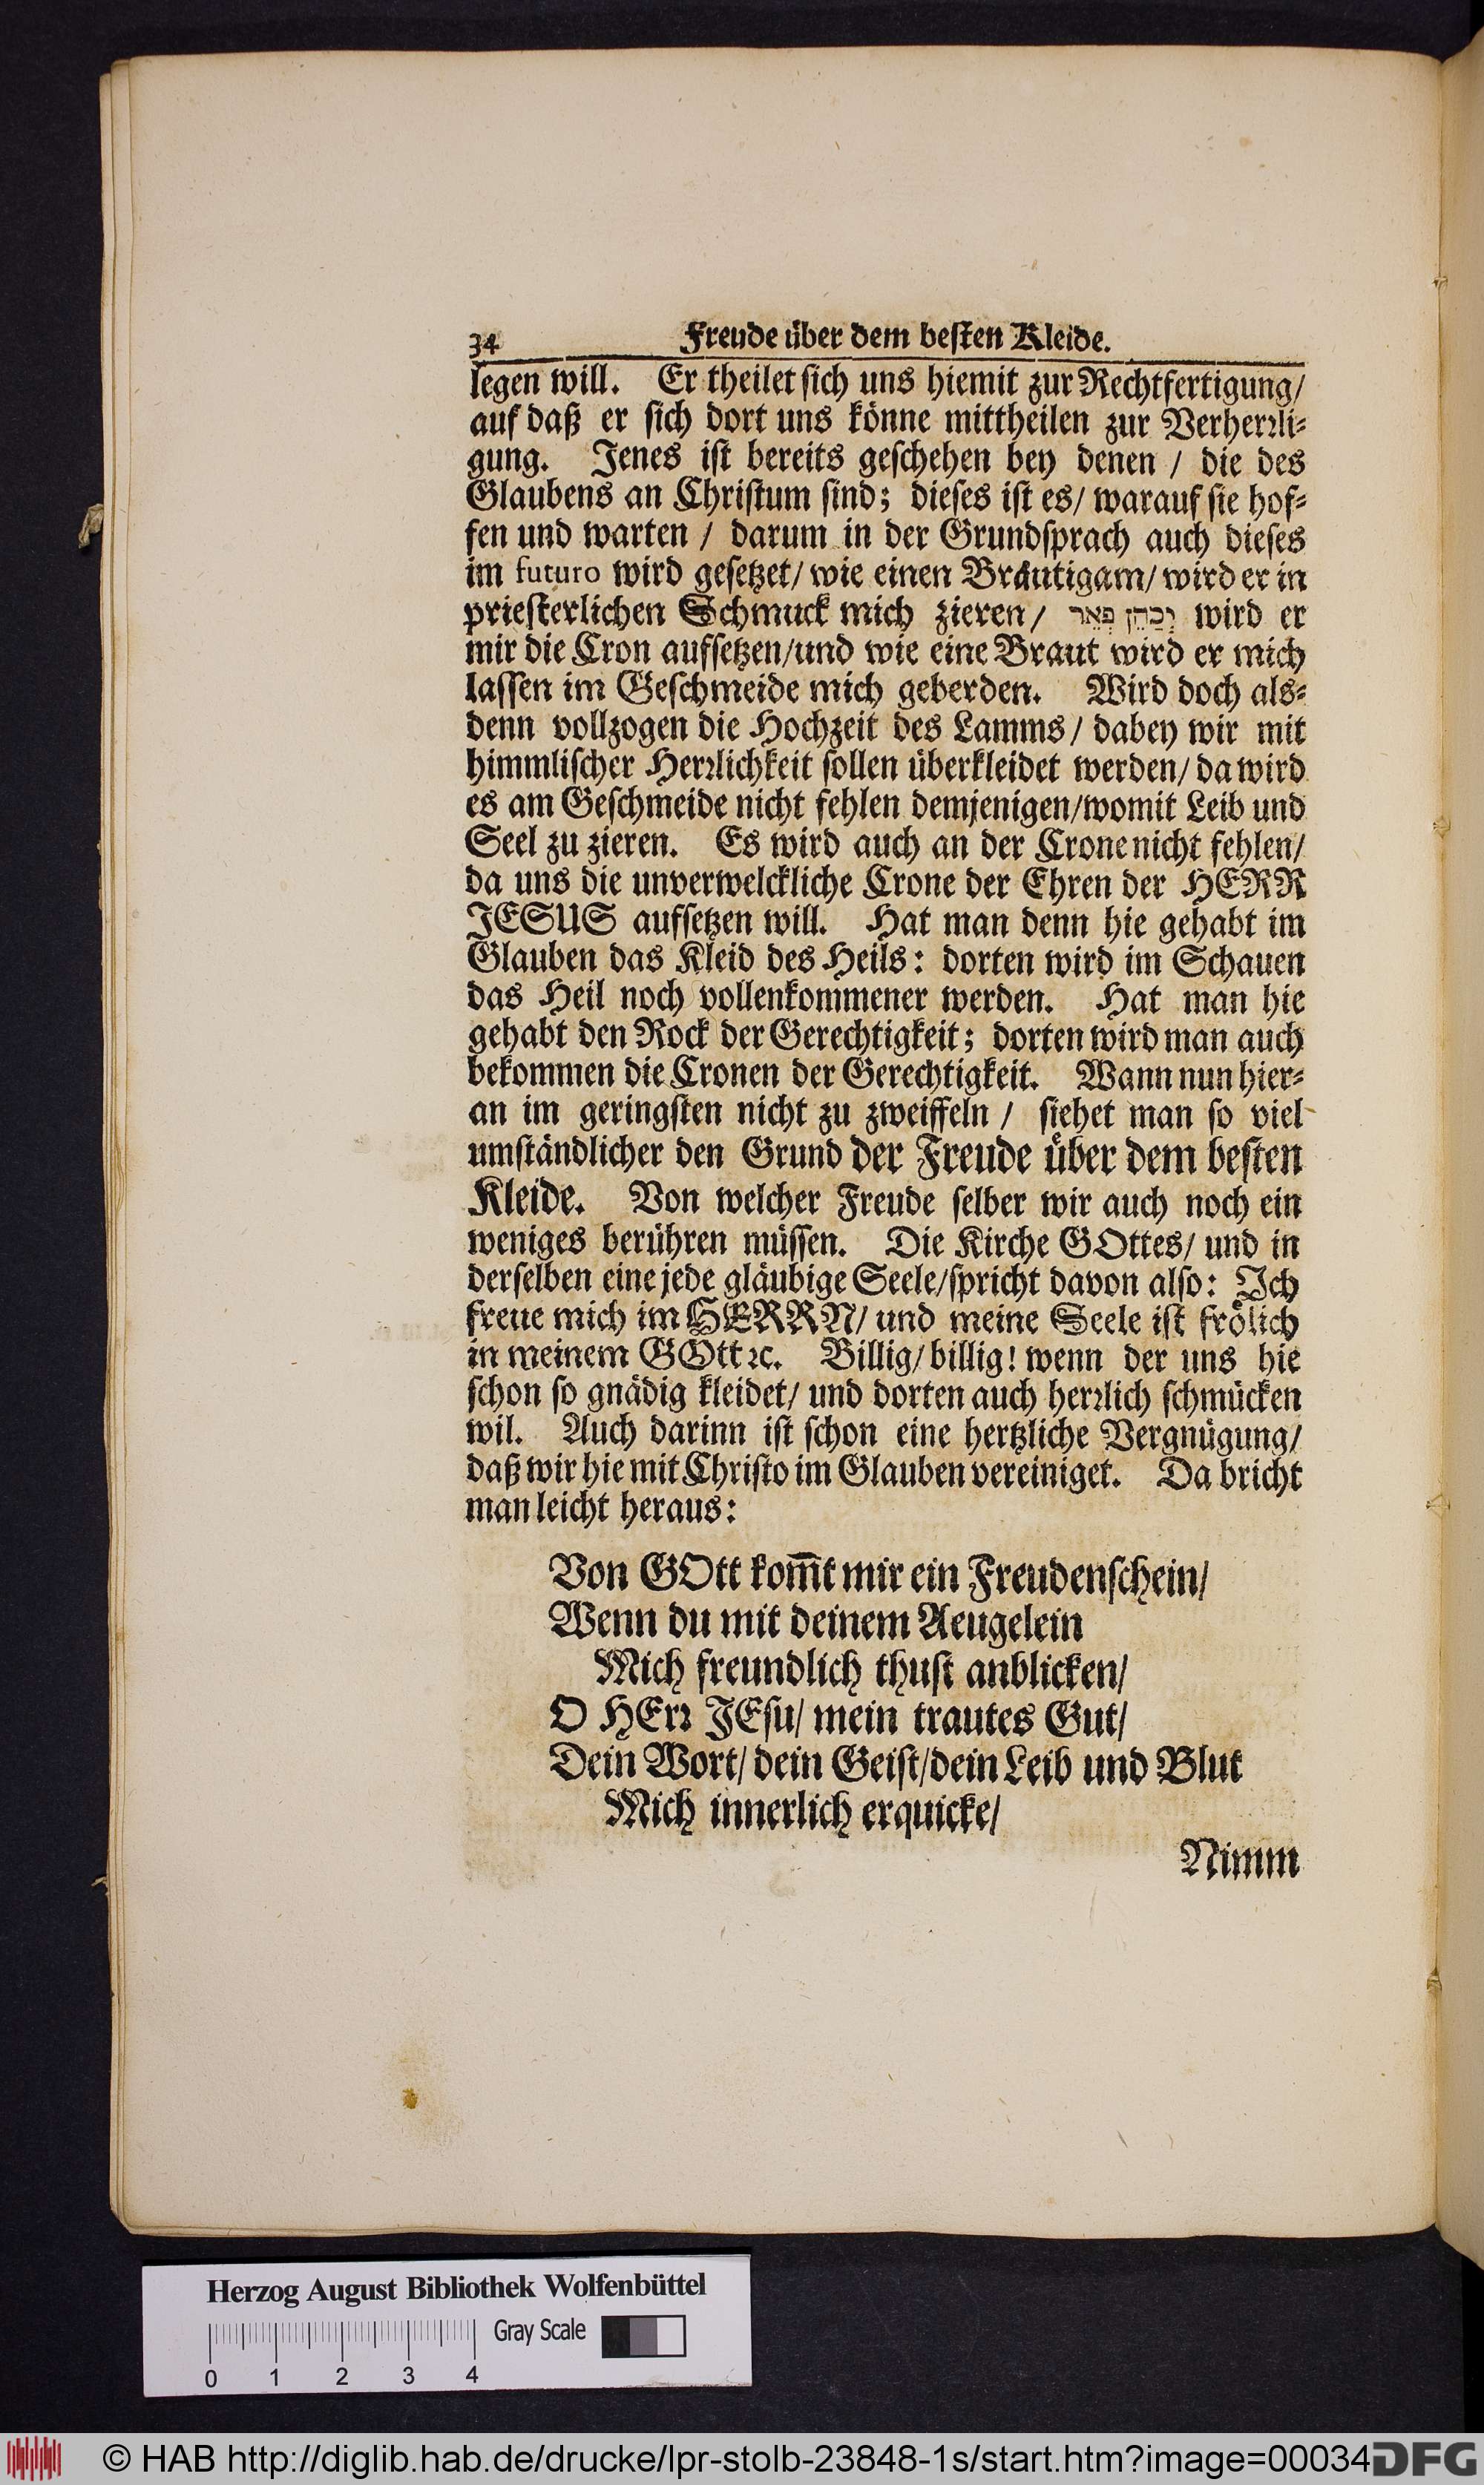 34 Freude über dem besten Kleide.
legen will. Er theilet sich uns hiemit zur Rechtfertigung/
auf daß er sich dort uns könne mittheilen zur Verherꝛli⸗
gung. Jenes ist bereits geschehen bey denen / die des
Glaubens an Christum sind; dieses ist es/ warauf sie hof⸗
fen und warten / darum in der Grundsprach auch dieses
im futuro wird gesetzet/ wie einen Bräutigam/ wird er in
priesterlichen Schmuck mich zieren/ יְכַהֵן פְּאֵר wird er
mir die Cron aufsetzen/und wie eine Braut wird er mich
lassen im Geschmeide mich geberden. Wird doch als⸗
denn vollzogen die Hochzeit des Lamms/ dabey wir mit
himmlischer Herꝛlichkeit sollen überkleidet werden/ da wird
es am Geschmeide nicht fehlen demjenigen/womit Leib und
Seel zu zieren. Es wird auch an der Crone nicht fehlen/
da uns die unverwelckliche Crone der Ehren der HERR
JESUS aufsetzen will. Hat man denn hie gehabt im
Glauben das Kleid des Heils: dorten wird im Schauen
das Heil noch vollenkommener werden. Hat man hie
gehabt den Rock der Gerechtigkeit; dorten wird man auch
bekommen die Cronen der Gerechtigkeit. Wann nun hier⸗
an im geringsten nicht zu zweiffeln / siehet man so viel
umständlicher den Grund der Freude über dem besten
Kleide. Von welcher Freude selber wir auch noch ein
weniges berühren müssen. Die Kirche GOttes/ und in
derselben eine jede gläubige Seele/spricht davon also: Ich
freue mich im HERRN/ und meine Seele ist frölich
in meinem GOtt ꝛc. Billig/ billig! wenn der uns hie
schon so gnädig kleidet/ und dorten auch herꝛlich schmücken
wil. Auch darinn ist schon eine hertzliche Vergnügung/
daß wir hie mit Christo im Glauben vereiniget. Da bricht
man leicht heraus:
Von GOtt kom̅t mir ein Freudenschein/
Wenn du mit deinem Aeugelein
Mich freundlich thust anblicken/
O HErꝛ JEsu/ mein trautes Gut/
Dein Wort/ dein Geist/dein Leib und Blut
Mich innerlich erquicke/
Nimm
Herzog August Bibliothek Wolfenbüttel
Gray Scale
0 1 2 3 4
© HAB http://diglib.hab.de/drucke/lpr-stolb-23848-1s/start.htm?image=00034
DFG